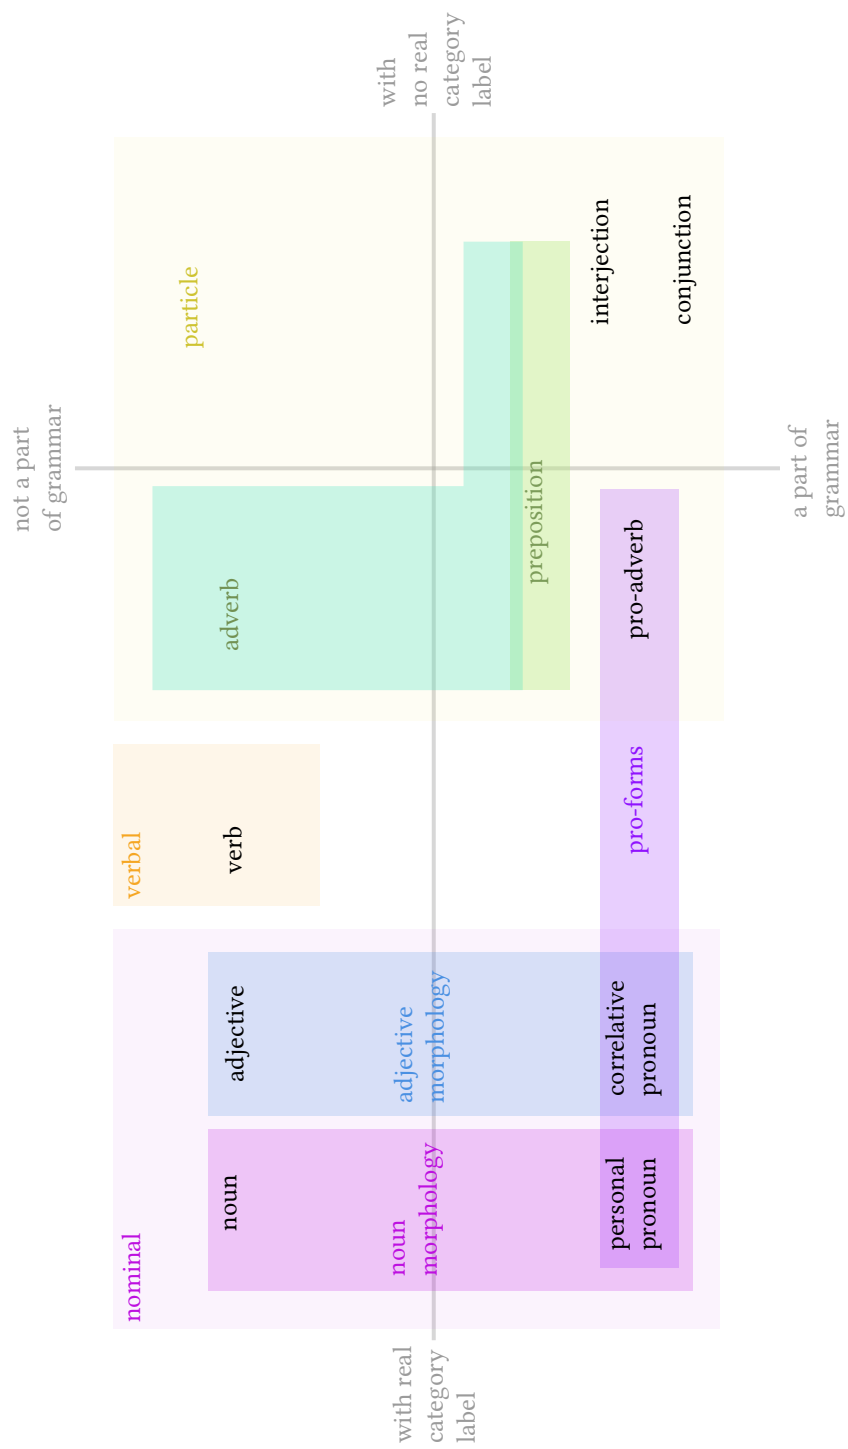 not a part
of grammar
nominal
verbal
particle
noun
adjective
verb
adverb
with real
category
label
noun
morphology
adjective
morphology
with
no real
category
label
preposition
personal
pronoun
correlative
pronoun
pro-forms
pro-adverb
interjection
conjunction
a part of
grammar